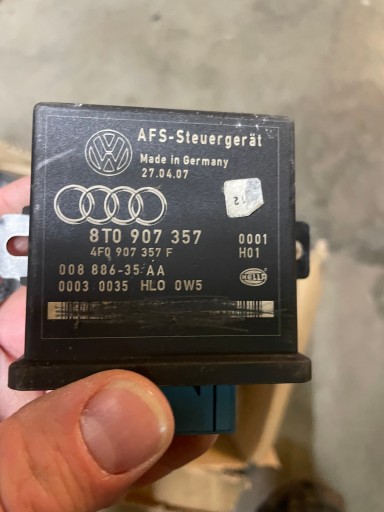 AFS-Steuergerät
Made in Germany
27.04.07
8T0 907 357 0001
4F0 907 357 F H01
008 886-35 AA
0003 0035 HL0 0W5
HELLA